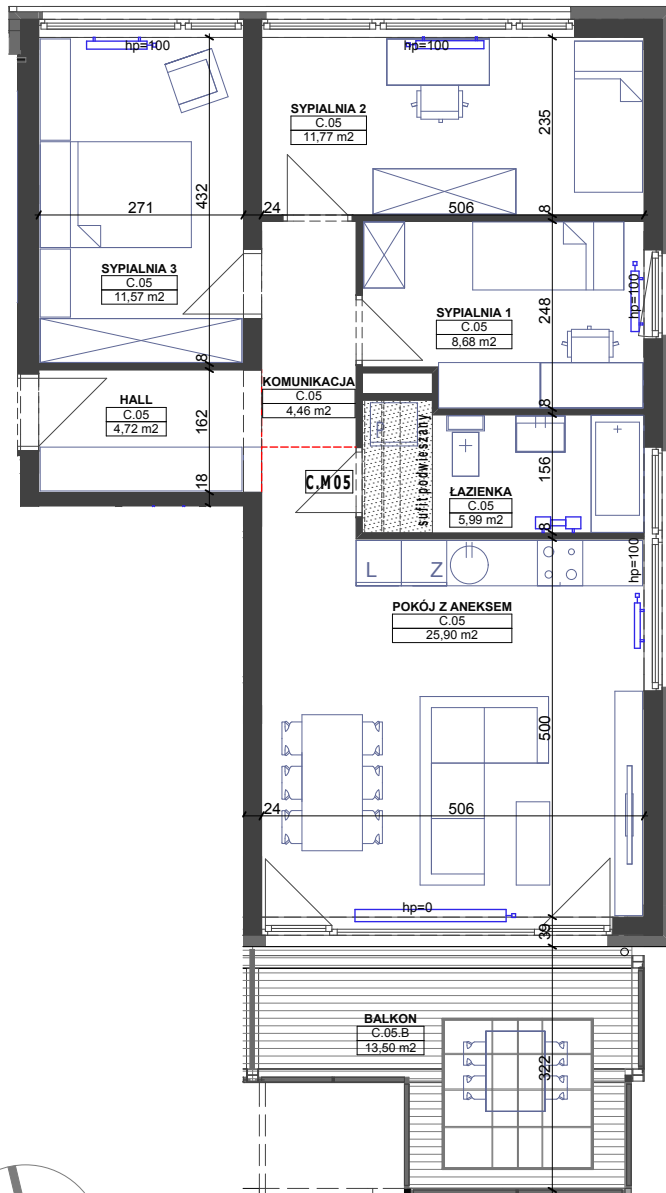 hp=100
hp=100
SYPIALNIA 2
C.05
11,77 m2
235
432
271
24
506
8
SYPIALNIA 3
C.05
11,57 m2
8
SYPIALNIA 1
C.05
8,68 m2
248
hp=100
8
HALL
C.05
4,72 m2
162
18
KOMUNIKACJA
C.05
4,46 m2
C.M05
sufit podwieszany
ŁAZIENKA
C.05
5,99 m2
156
8
hp=100
L
Z
POKÓJ Z ANEKSEM
C.05
25,90 m2
500
24
506
hp=0
39
BALKON
C.05.B
13,50 m2
322